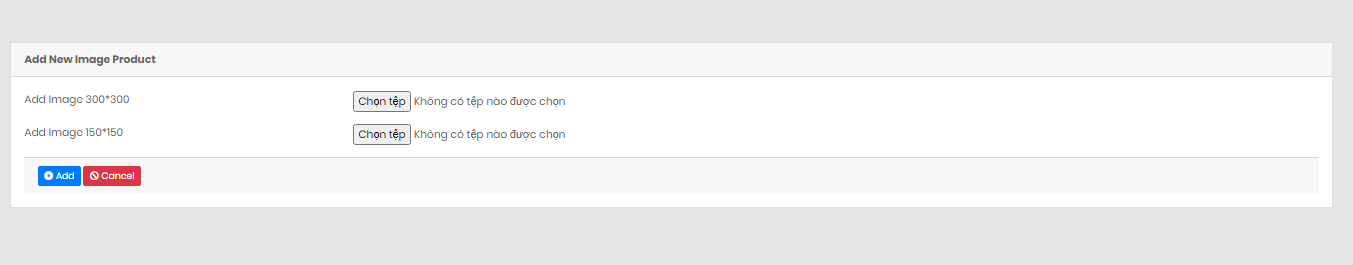 Add New Image Product
Add Image 300*300 Chọn tệp Không có tệp nào được chọn
Add Image 150*150 Chọn tệp Không có tệp nào được chọn
Add Cancel